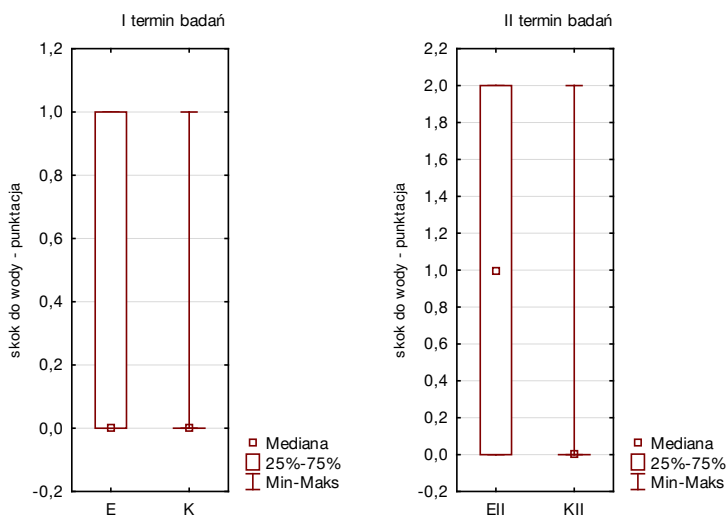 I termin badań
1,2
1,0
0,8
0,6
0,4
0,2
0,0
-0,2
skok do wody - punktacja
E K
Mediana
25%-75%
Min-Maks
II termin badań
2,2
2,0
1,8
1,6
1,4
1,2
1,0
0,8
0,6
0,4
0,2
0,0
-0,2
skok do wody - punktacja
EII KII
Mediana
25%-75%
Min-Maks